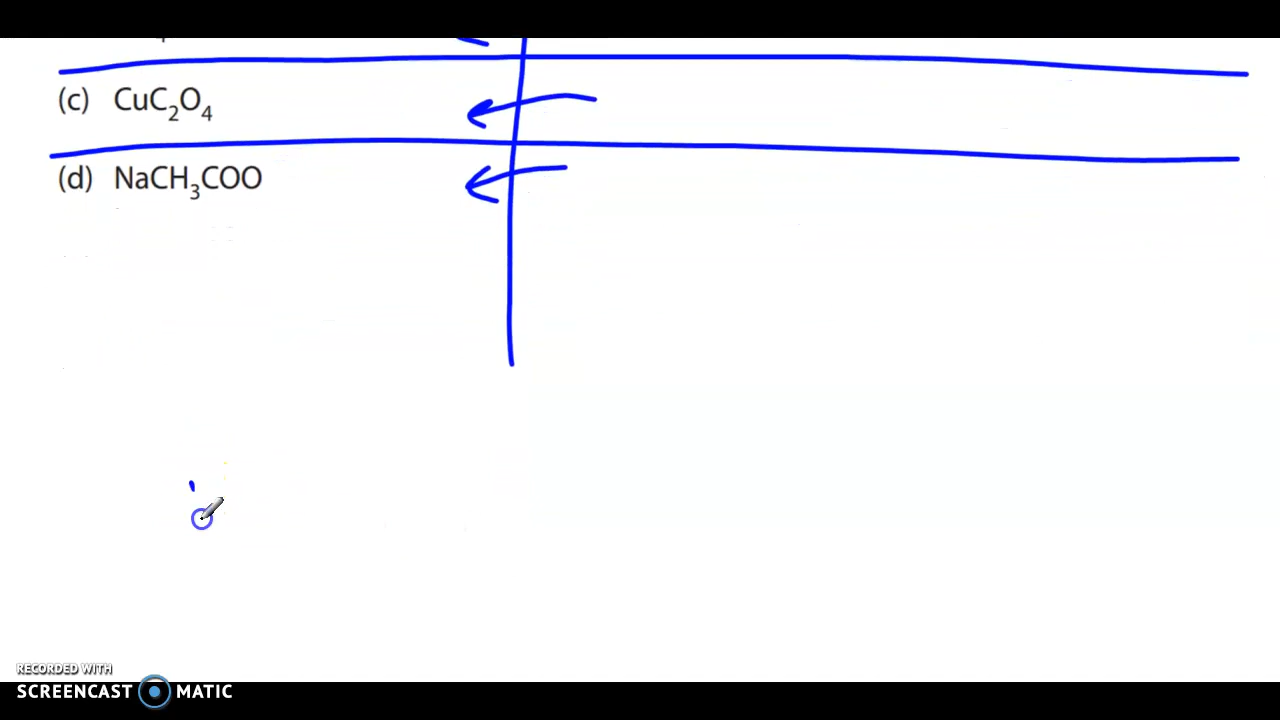 (c) CuC₂O₄
(d) NaCH₃COO
RECORDED WITH
SCREENCAST MATIC